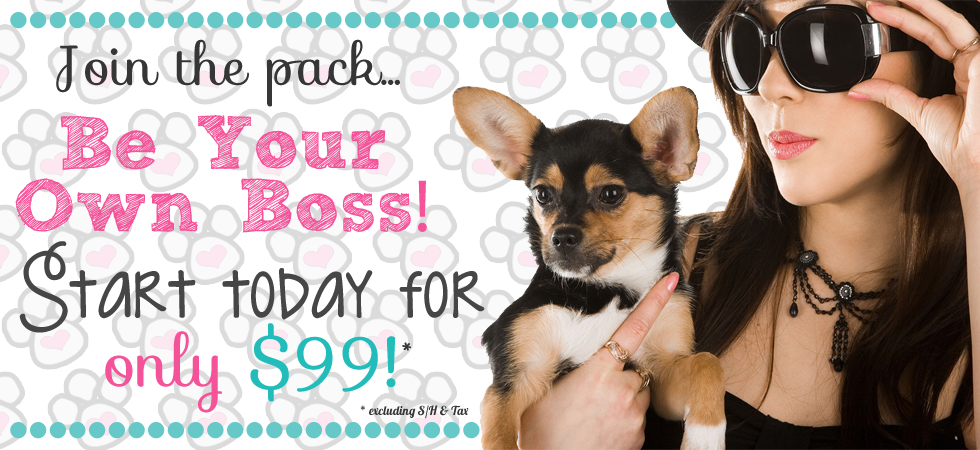 Join the pack...
Be Your
Own Boss!
Start today for
only $99!*
* excluding S/H & Tax